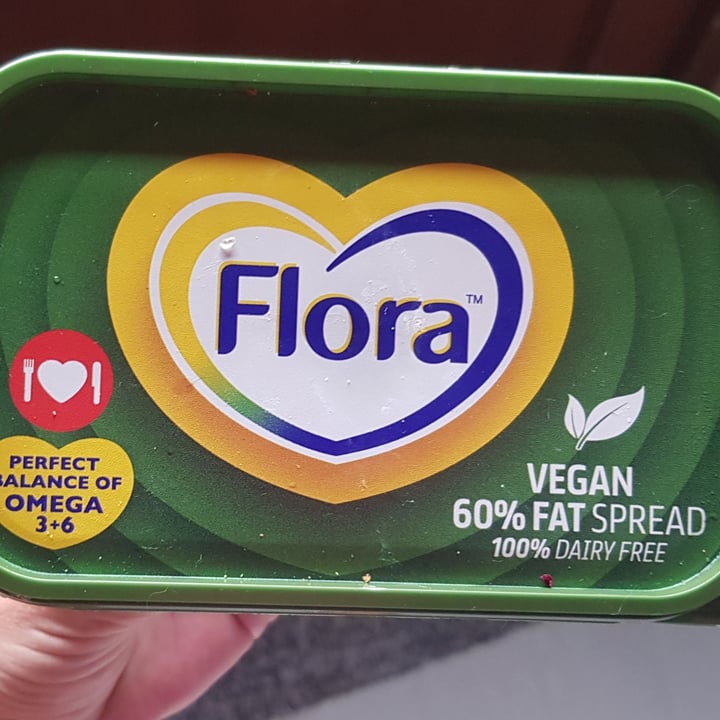 Flora™
PERFECT
BALANCE OF
OMEGA
3+6
VEGAN
60% FAT SPREAD
100% DAIRY FREE